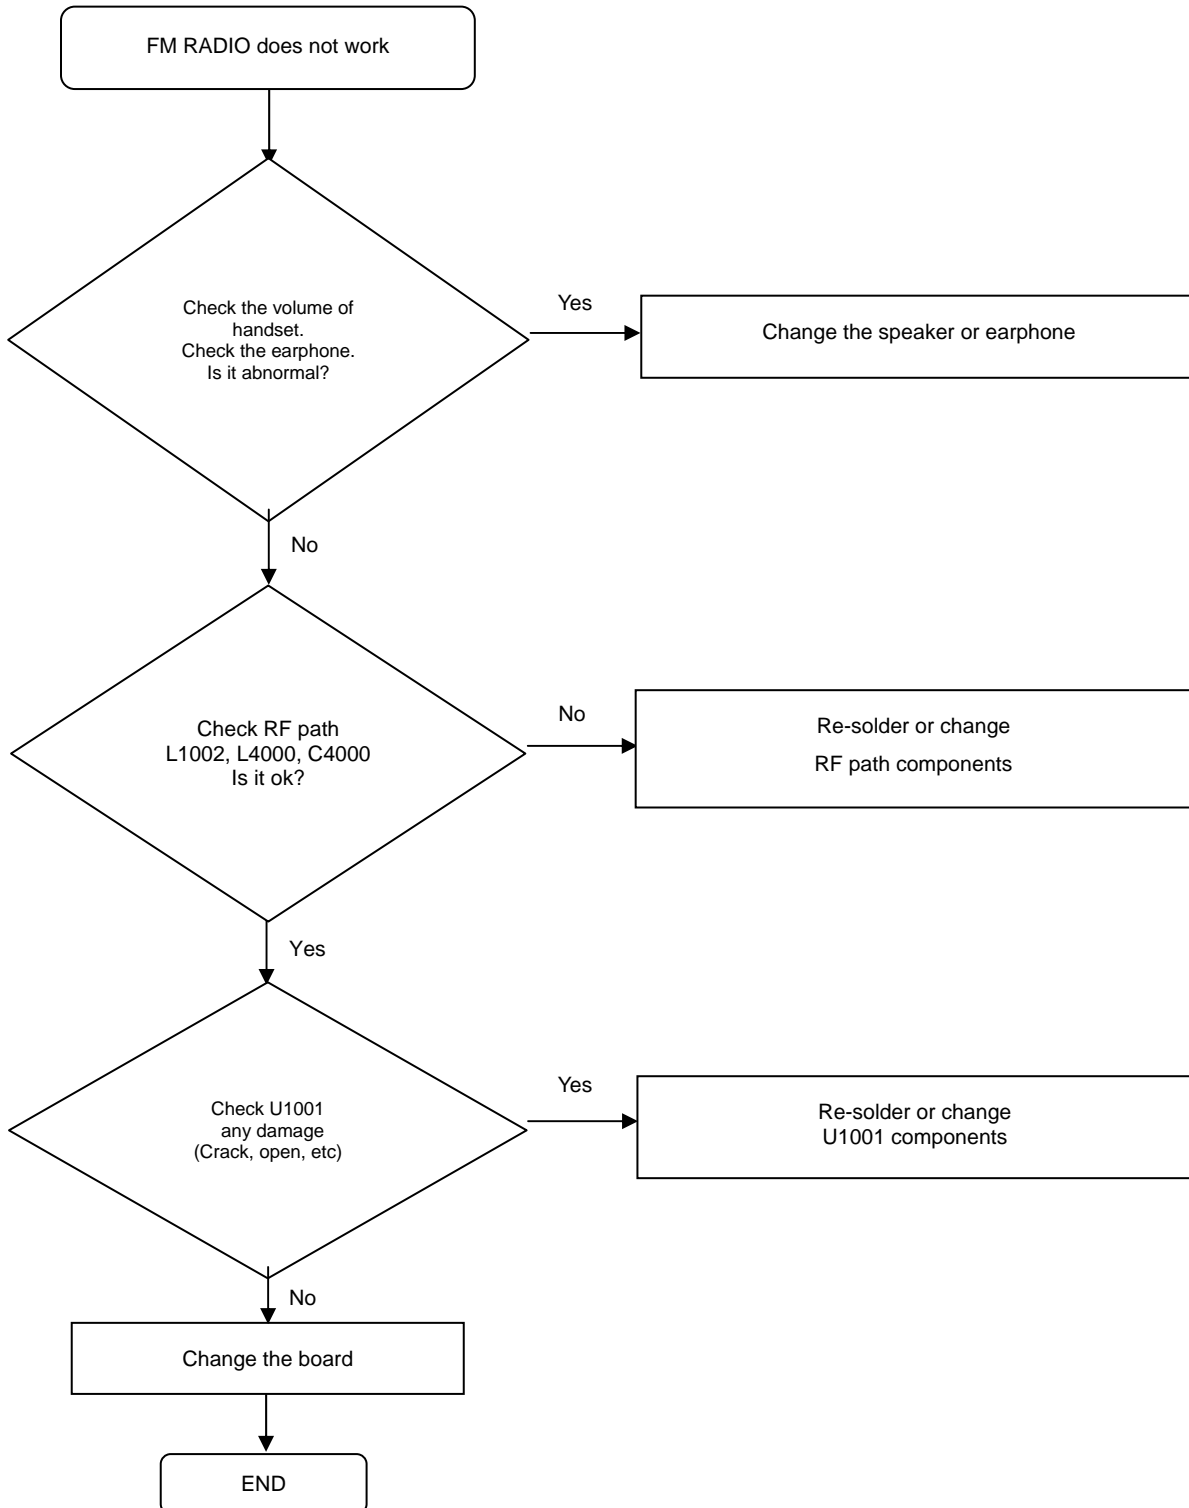 FM RADIO does not work
Check the volume of
handset.
Check the earphone.
Is it abnormal?
Yes
Change the speaker or earphone
No
Check RF path
L1002, L4000, C4000
Is it ok?
No
Re-solder or change
RF path components
Yes
Check U1001
any damage
(Crack, open, etc)
Yes
Re-solder or change
U1001 components
No
Change the board
END